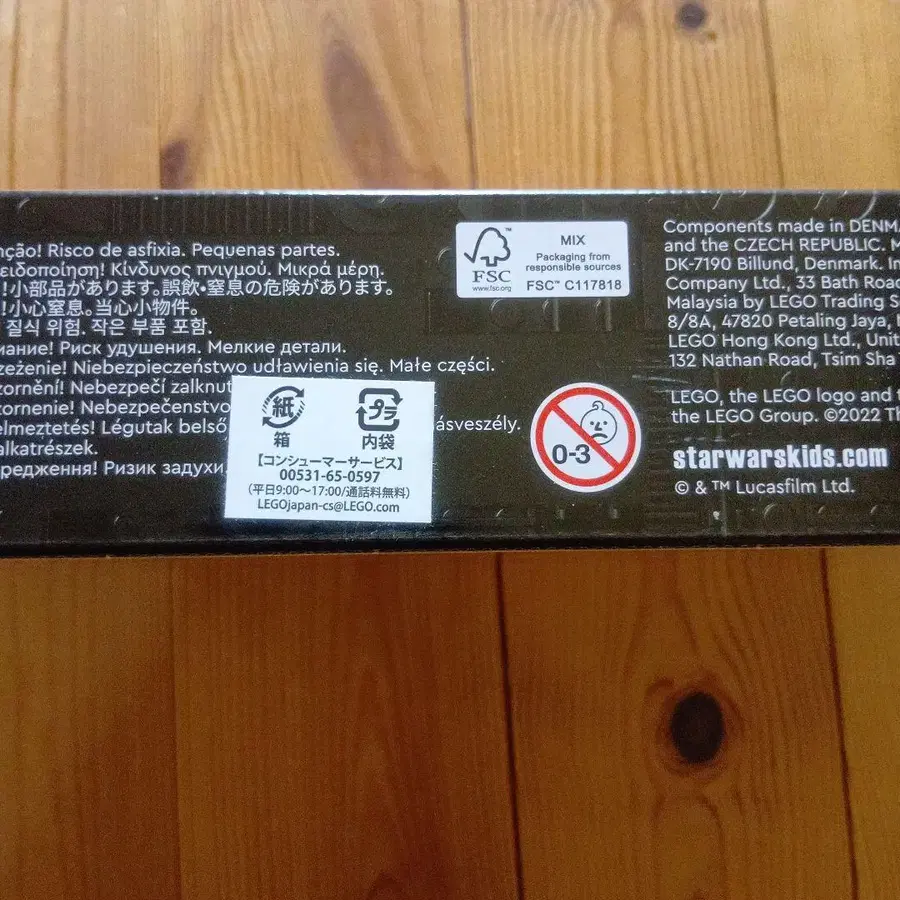 nção! Risco de asfixia. Pequenas partes.
ειδοποίηση! Κίνδυνος πνιγμού. Μικρά μέρη.
!小部品があります。誤飲•窒息の危険があります。
!小心窒息。当心小物件。
질식 위험. 작은 부품 포함.
мание! Риск удушения. Мелкие детали.
zeżenie! Niebezpieczeństwo udławienia się. Małe części.
zornění! Nebezpečí zalknut
zornenie! Nebezpečenstvo
elmeztetés! Légutak belső
ásveszély.
alkatrészek.
редження! Ризик задухи.
紙
箱
プラ
内袋
【コンシューマーサービス】
00531-65-0597
(平日9:00～17:00/通話料無料)
LEGOjapan-cs@LEGO.com
FSC
www.fsc.org
MIX
Packaging from
responsible sources
FSC™ C117818
0-3
Components made in DENMA
and the CZECH REPUBLIC. M
DK-7190 Billund, Denmark. In
Company Ltd., 33 Bath Road
Malaysia by LEGO Trading S
8/8A, 47820 Petaling Jaya,
LEGO Hong Kong Ltd., Unit
132 Nathan Road, Tsim Sha T
LEGO, the LEGO logo and t
the LEGO Group. ©2022 Th
starwarskids.com
© & ™ Lucasfilm Ltd.